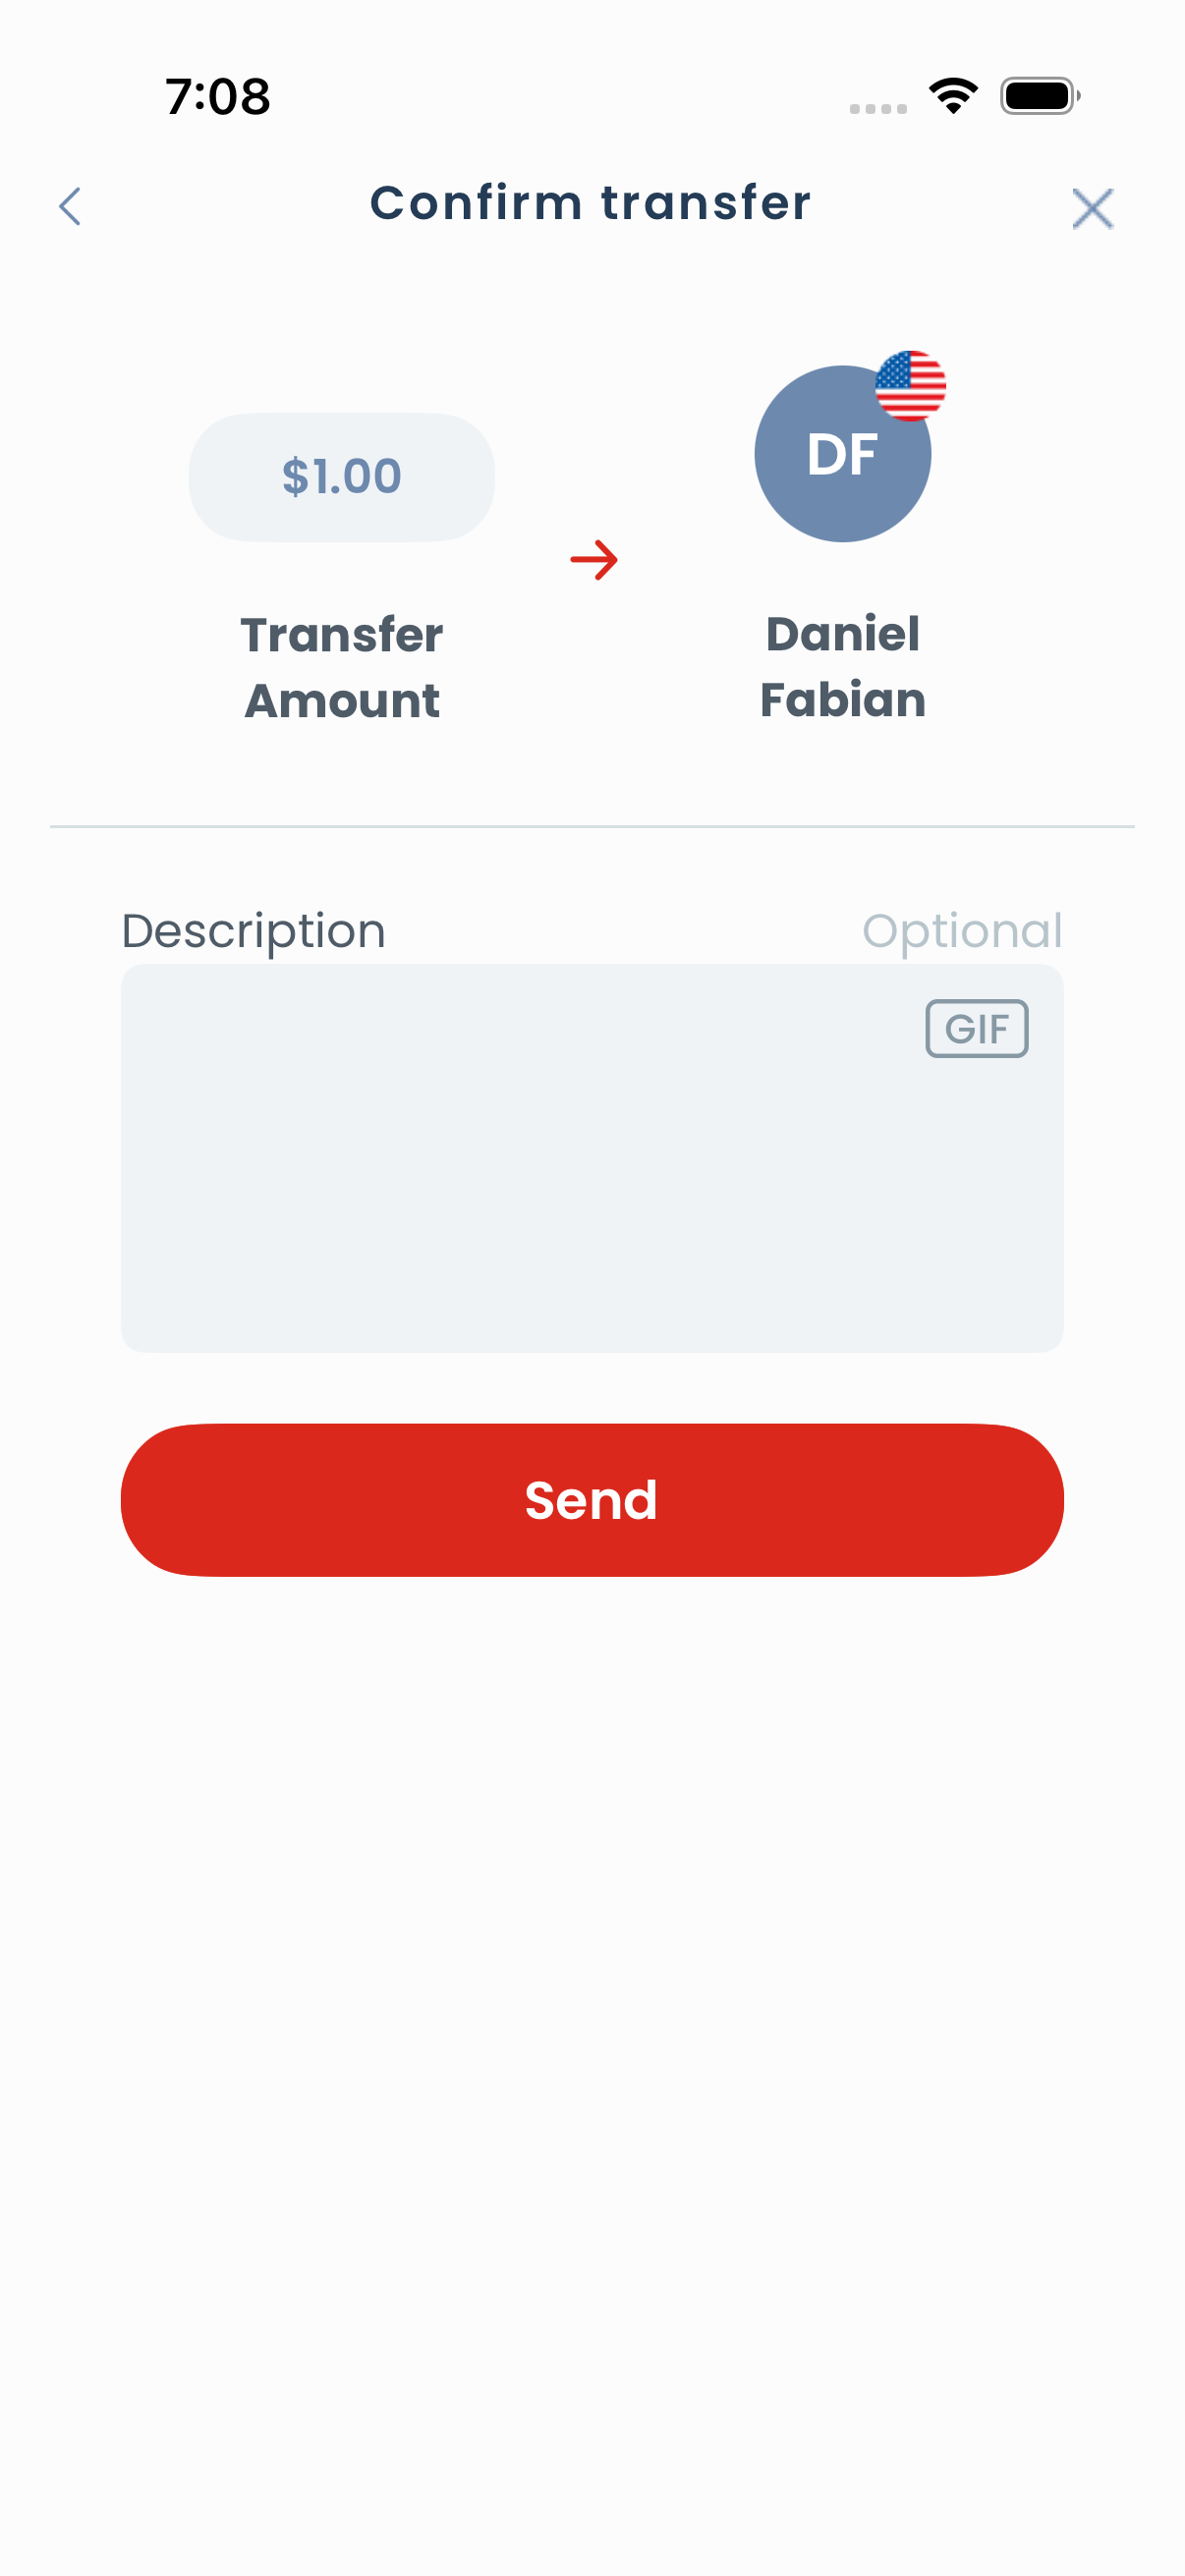 7:08
Confirm transfer
$1.00
DF
Transfer
Amount
Daniel
Fabian
Description
Optional
GIF
Send